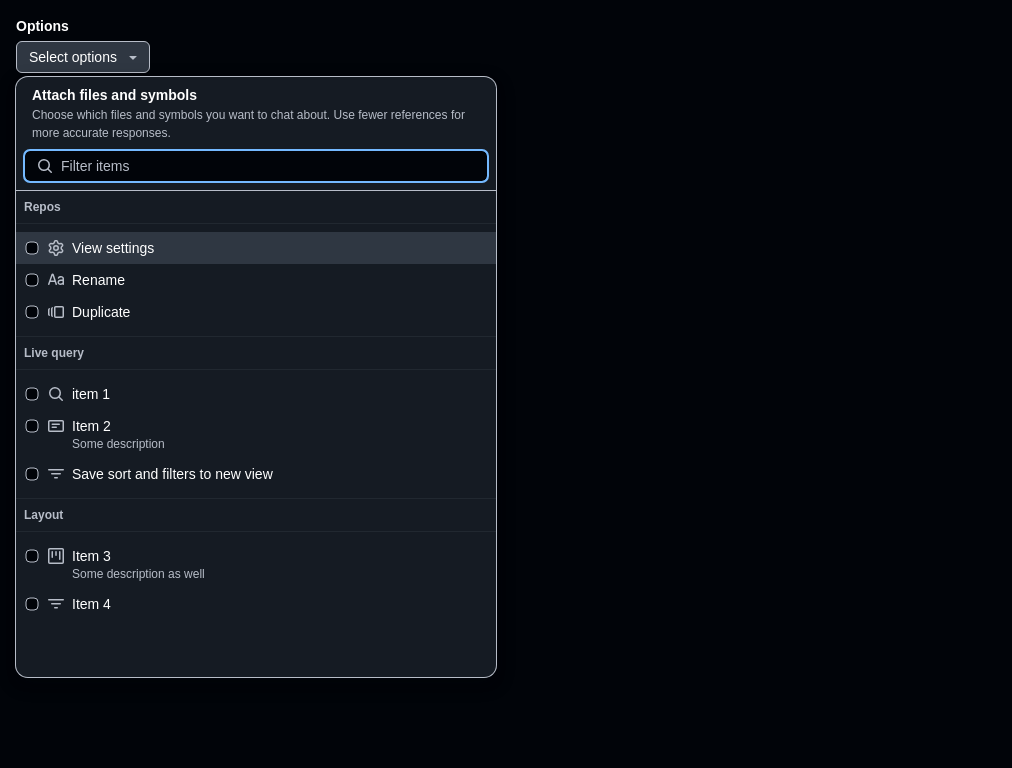 Options
Select options
Attach files and symbols
Choose which files and symbols you want to chat about. Use fewer references for
more accurate responses.
Filter items
Repos
View settings
Rename
Duplicate
Live query
item 1
Item 2
Some description
Save sort and filters to new view
Layout
Item 3
Some description as well
Item 4